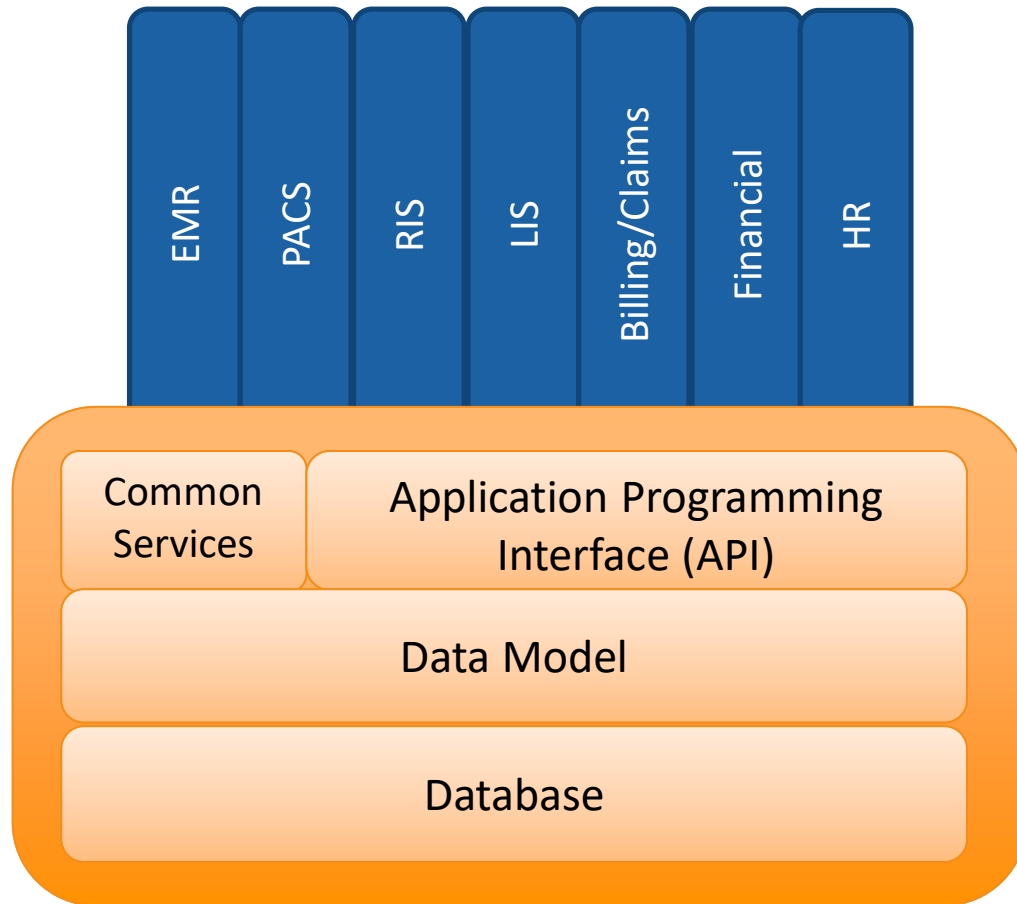 EMR
PACS
RIS
LIS
Billing/Claims
Financial
HR
Common
Services
Application Programming
Interface (API)
Data Model
Database